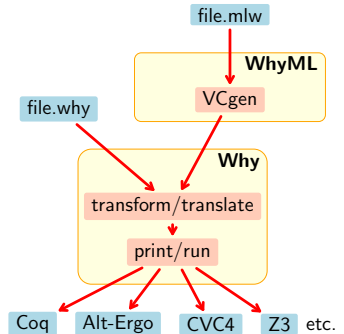 file.mlw
WhyML
VCgen
file.why
Why
transform/translate
print/run
Coq Alt-Ergo CVC4 Z3 etc.